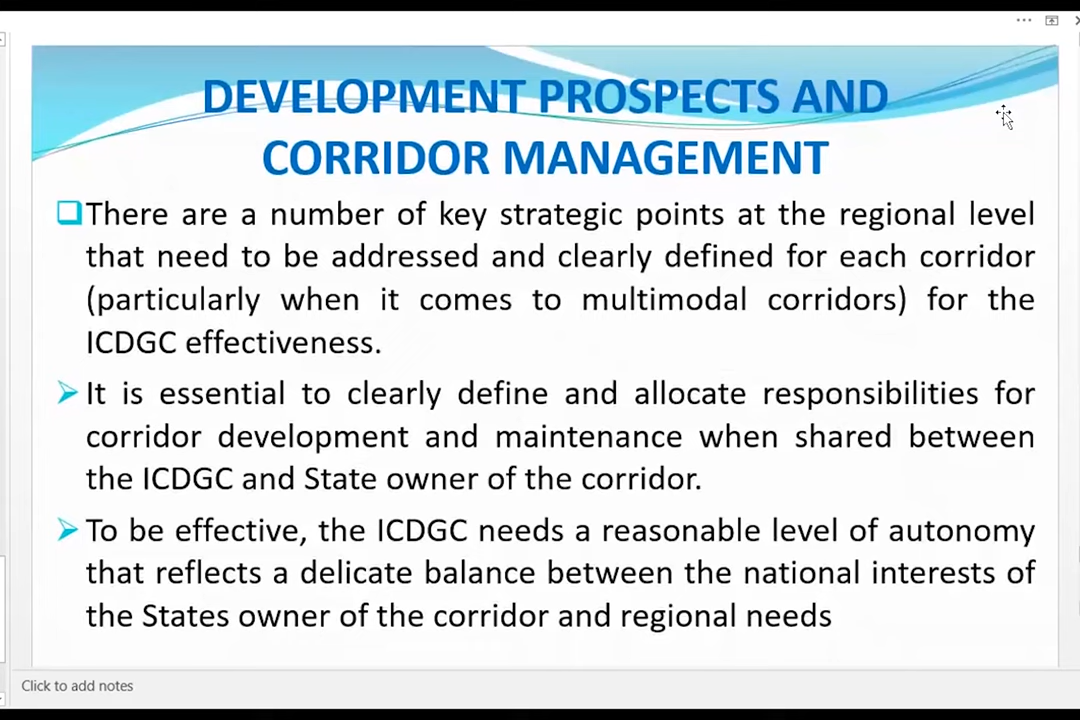 DEVELOPMENT PROSPECTS AND
CORRIDOR MANAGEMENT
There are a number of key strategic points at the regional level
that need to be addressed and clearly defined for each corridor
(particularly when it comes to multimodal corridors) for the
ICDGC effectiveness.
It is essential to clearly define and allocate responsibilities for
corridor development and maintenance when shared between
the ICDGC and State owner of the corridor.
To be effective, the ICDGC needs a reasonable level of autonomy
that reflects a delicate balance between the national interests of
the States owner of the corridor and regional needs
Click to add notes